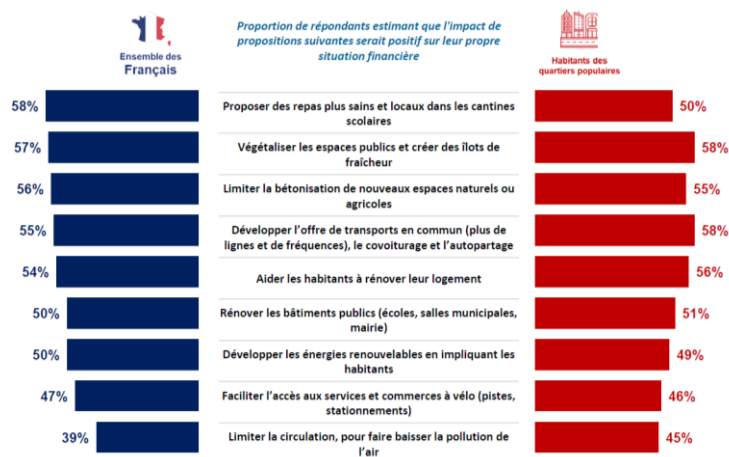 Proportion de répondants estimant que l'impact de
propositions suivantes serait positif sur leur propre
situation financière
Ensemble des
Français
Habitants des
quartiers populaires
58%
Proposer des repas plus sains et locaux dans les cantines
scolaires
50%
57%
Végétaliser les espaces publics et créer des îlots de
fraîcheur
58%
56%
Limiter la bétonisation de nouveaux espaces naturels ou
agricoles
55%
55%
Développer l'offre de transports en commun (plus de
lignes et de fréquences), le covoiturage et l'autopartage
58%
54%
Aider les habitants à rénover leur logement
56%
50%
Rénover les bâtiments publics (écoles, salles municipales,
mairie)
51%
50%
Développer les énergies renouvelables en impliquant les
habitants
49%
47%
Faciliter l'accès aux services et commerces à vélo (pistes,
stationnements)
46%
39%
Limiter la circulation, pour faire baisser la pollution de
l'air
45%